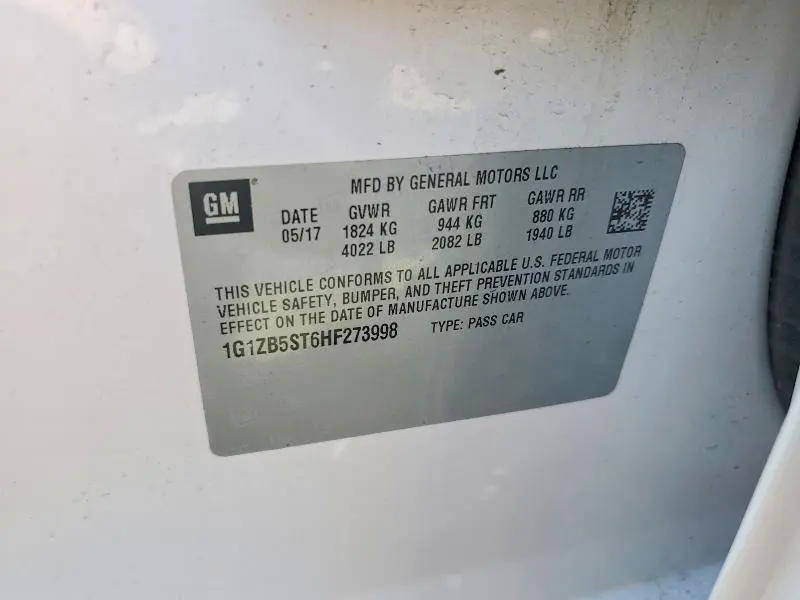 GM
MFD BY GENERAL MOTORS LLC
DATE GVWR GAWR FRT GAWR RR
05/17 1824 KG 944 KG 880 KG
4022 LB 2082 LB 1940 LB
THIS VEHICLE CONFORMS TO ALL APPLICABLE U.S. FEDERAL MOTOR
VEHICLE SAFETY, BUMPER, AND THEFT PREVENTION STANDARDS IN
EFFECT ON THE DATE OF MANUFACTURE SHOWN ABOVE.
1G1ZB5ST6HF273998 TYPE: PASS CAR